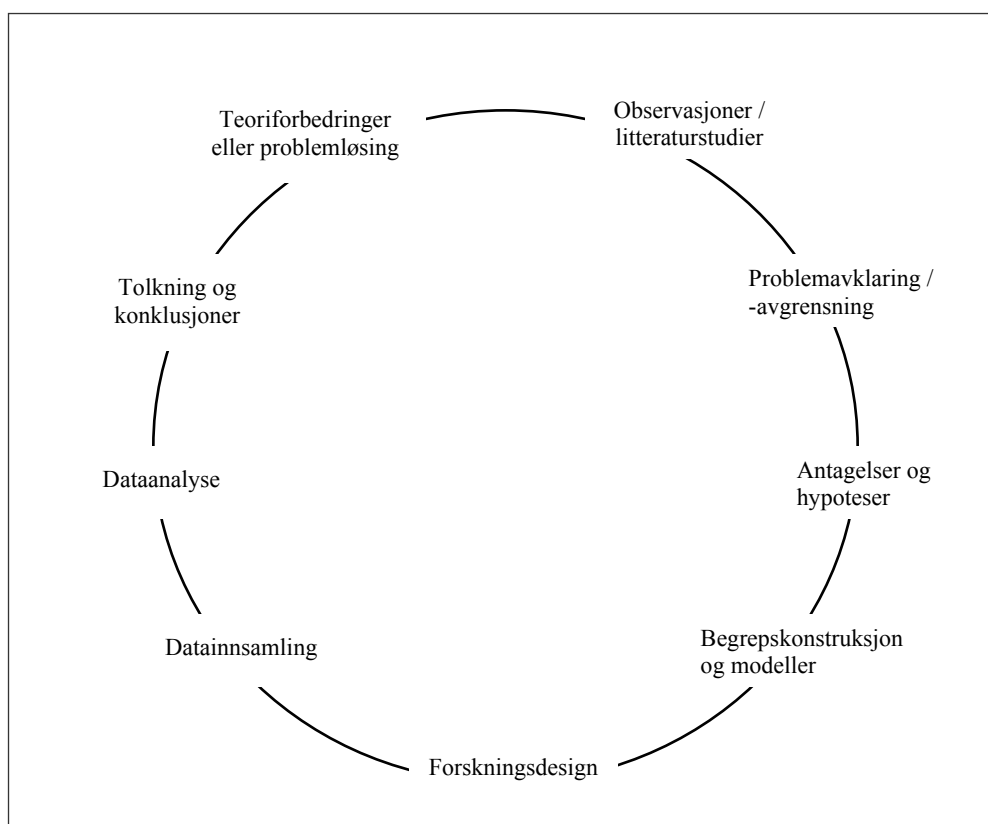 Teoriforbedringer
eller problemløsing
Observasjoner /
litteraturstudier
Problemavklaring /
-avgrensning
Antagelser og
hypoteser
Begrepskonstruksjon
og modeller
Forskningsdesign
Datainnsamling
Dataanalyse
Tolkning og
konklusjoner